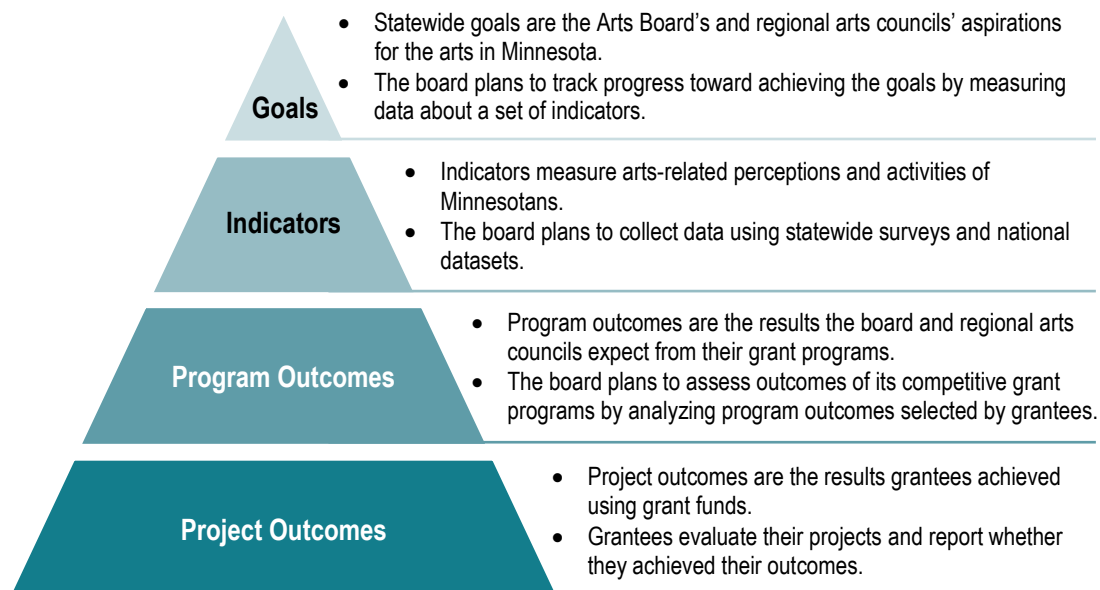 • Statewide goals are the Arts Board's and regional arts councils' aspirations
for the arts in Minnesota.
• The board plans to track progress toward achieving the goals by measuring
data about a set of indicators.
Goals
• Indicators measure arts-related perceptions and activities of
Minnesotans.
• The board plans to collect data using statewide surveys and national
datasets.
Indicators
• Program outcomes are the results the board and regional arts
councils expect from their grant programs.
• The board plans to assess outcomes of its competitive grant
programs by analyzing program outcomes selected by grantees.
Program Outcomes
• Project outcomes are the results grantees achieved
using grant funds.
• Grantees evaluate their projects and report whether
they achieved their outcomes.
Project Outcomes